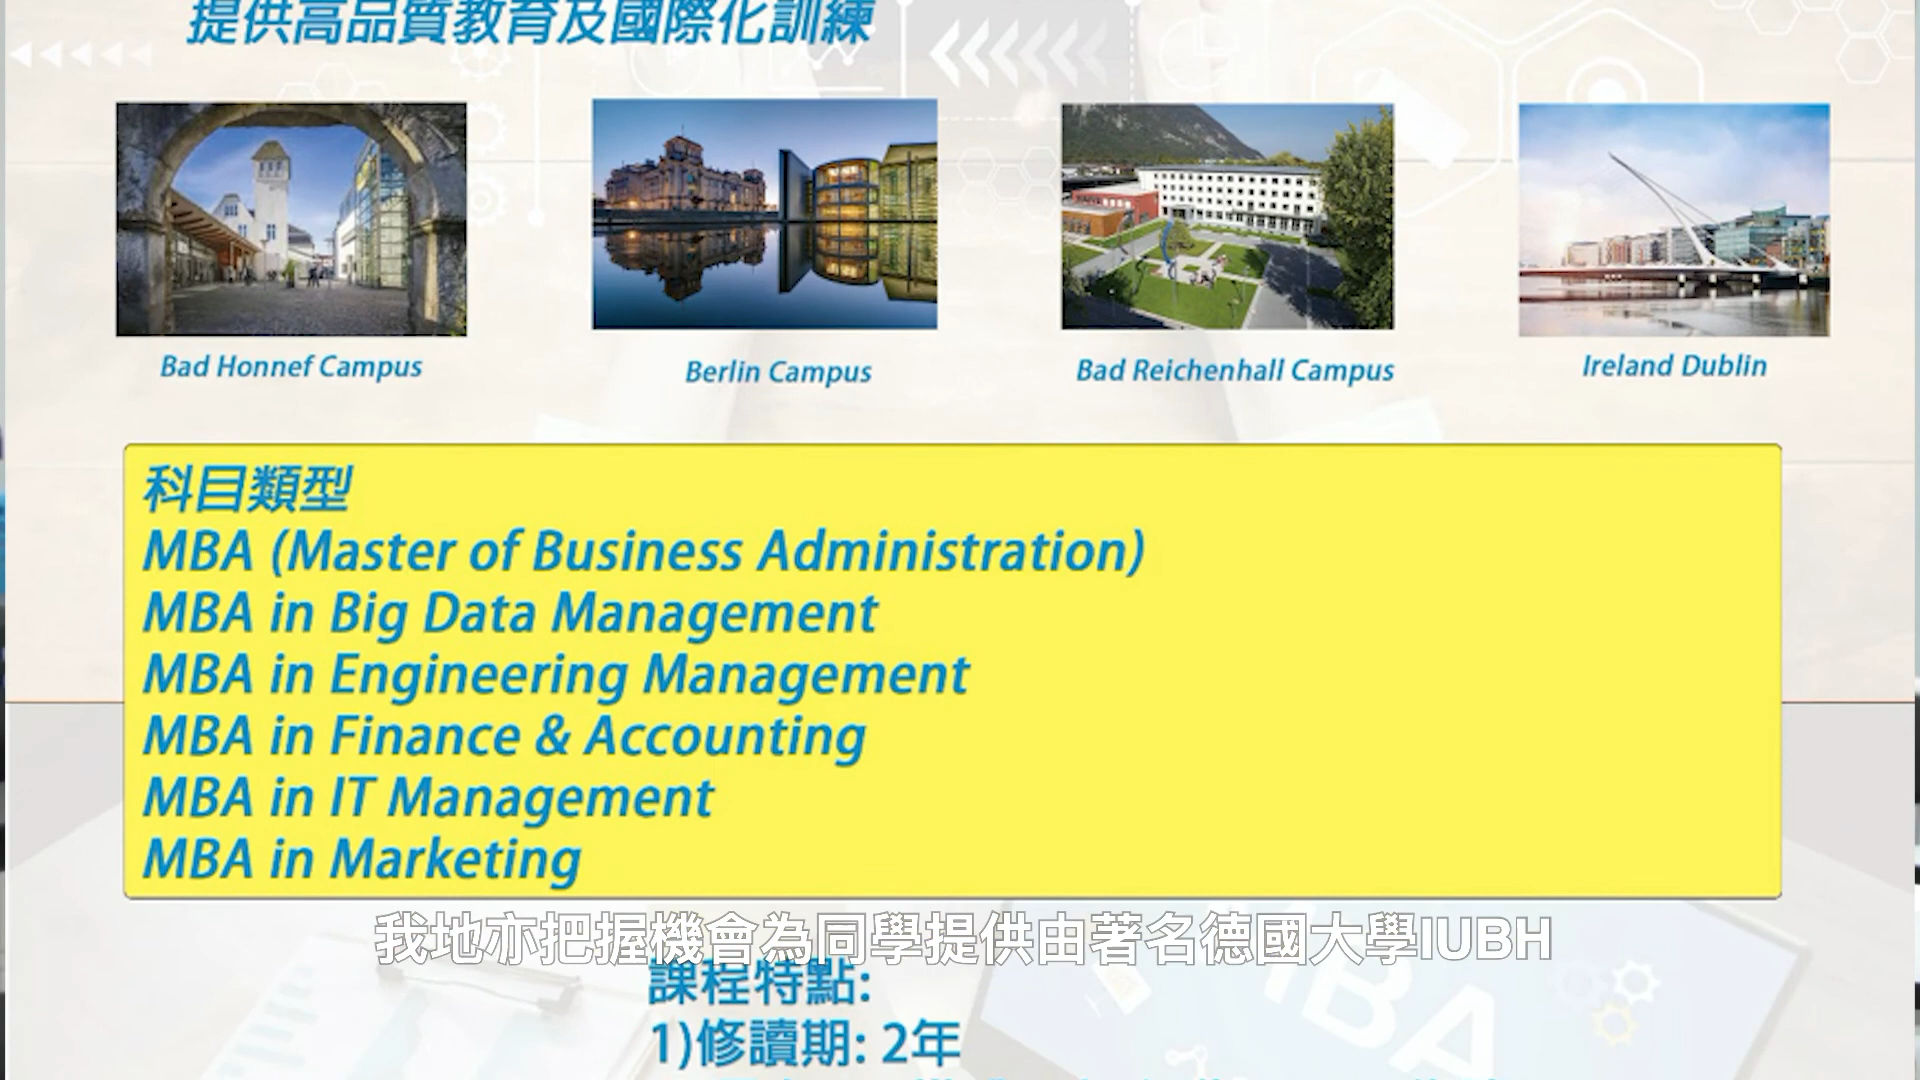 提供高品質教育及國際化訓練
Bad Honnef Campus
Berlin Campus
Bad Reichenhall Campus
Ireland Dublin
科目類型
MBA (Master of Business Administration)
MBA in Big Data Management
MBA in Engineering Management
MBA in Finance & Accounting
MBA in IT Management
MBA in Marketing
我地亦把握機會為同學提供由著名德國大學IUBH
課程特點:
1)修讀期: 2年
MBA